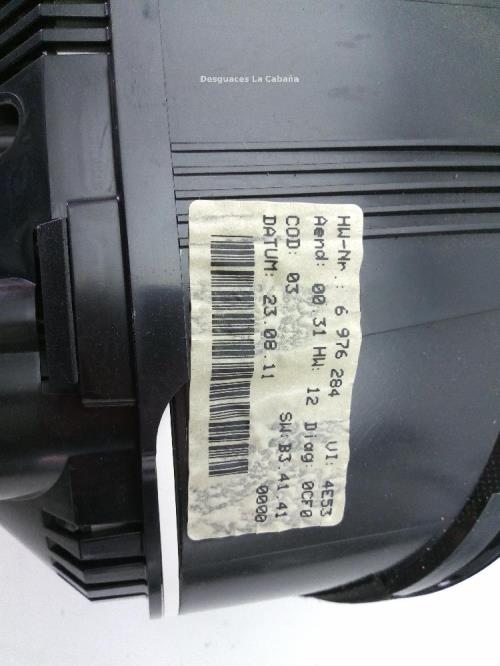 Desguaces La Cabaña
HW-Nr.: 6 976 284 VI: 4E53
Aend: 00.31 HW: 12 Diag: 0CF0
COD: 03 SW:B3.41.41
DATUM: 23.08.11 0000